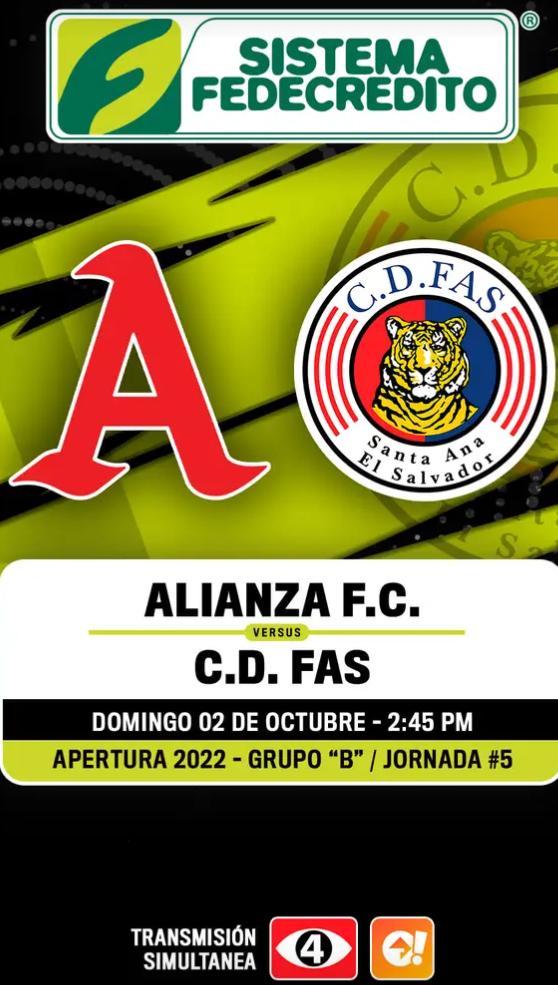 SISTEMA
FEDECREDITO
®
A
C.D.FAS
Santa Ana
El Salvador
ALIANZA F.C.
VERSUS
C.D. FAS
DOMINGO 02 DE OCTUBRE - 2:45 PM
APERTURA 2022 - GRUPO “B” / JORNADA #5
TRANSMISIÓN
SIMULTANEA
4